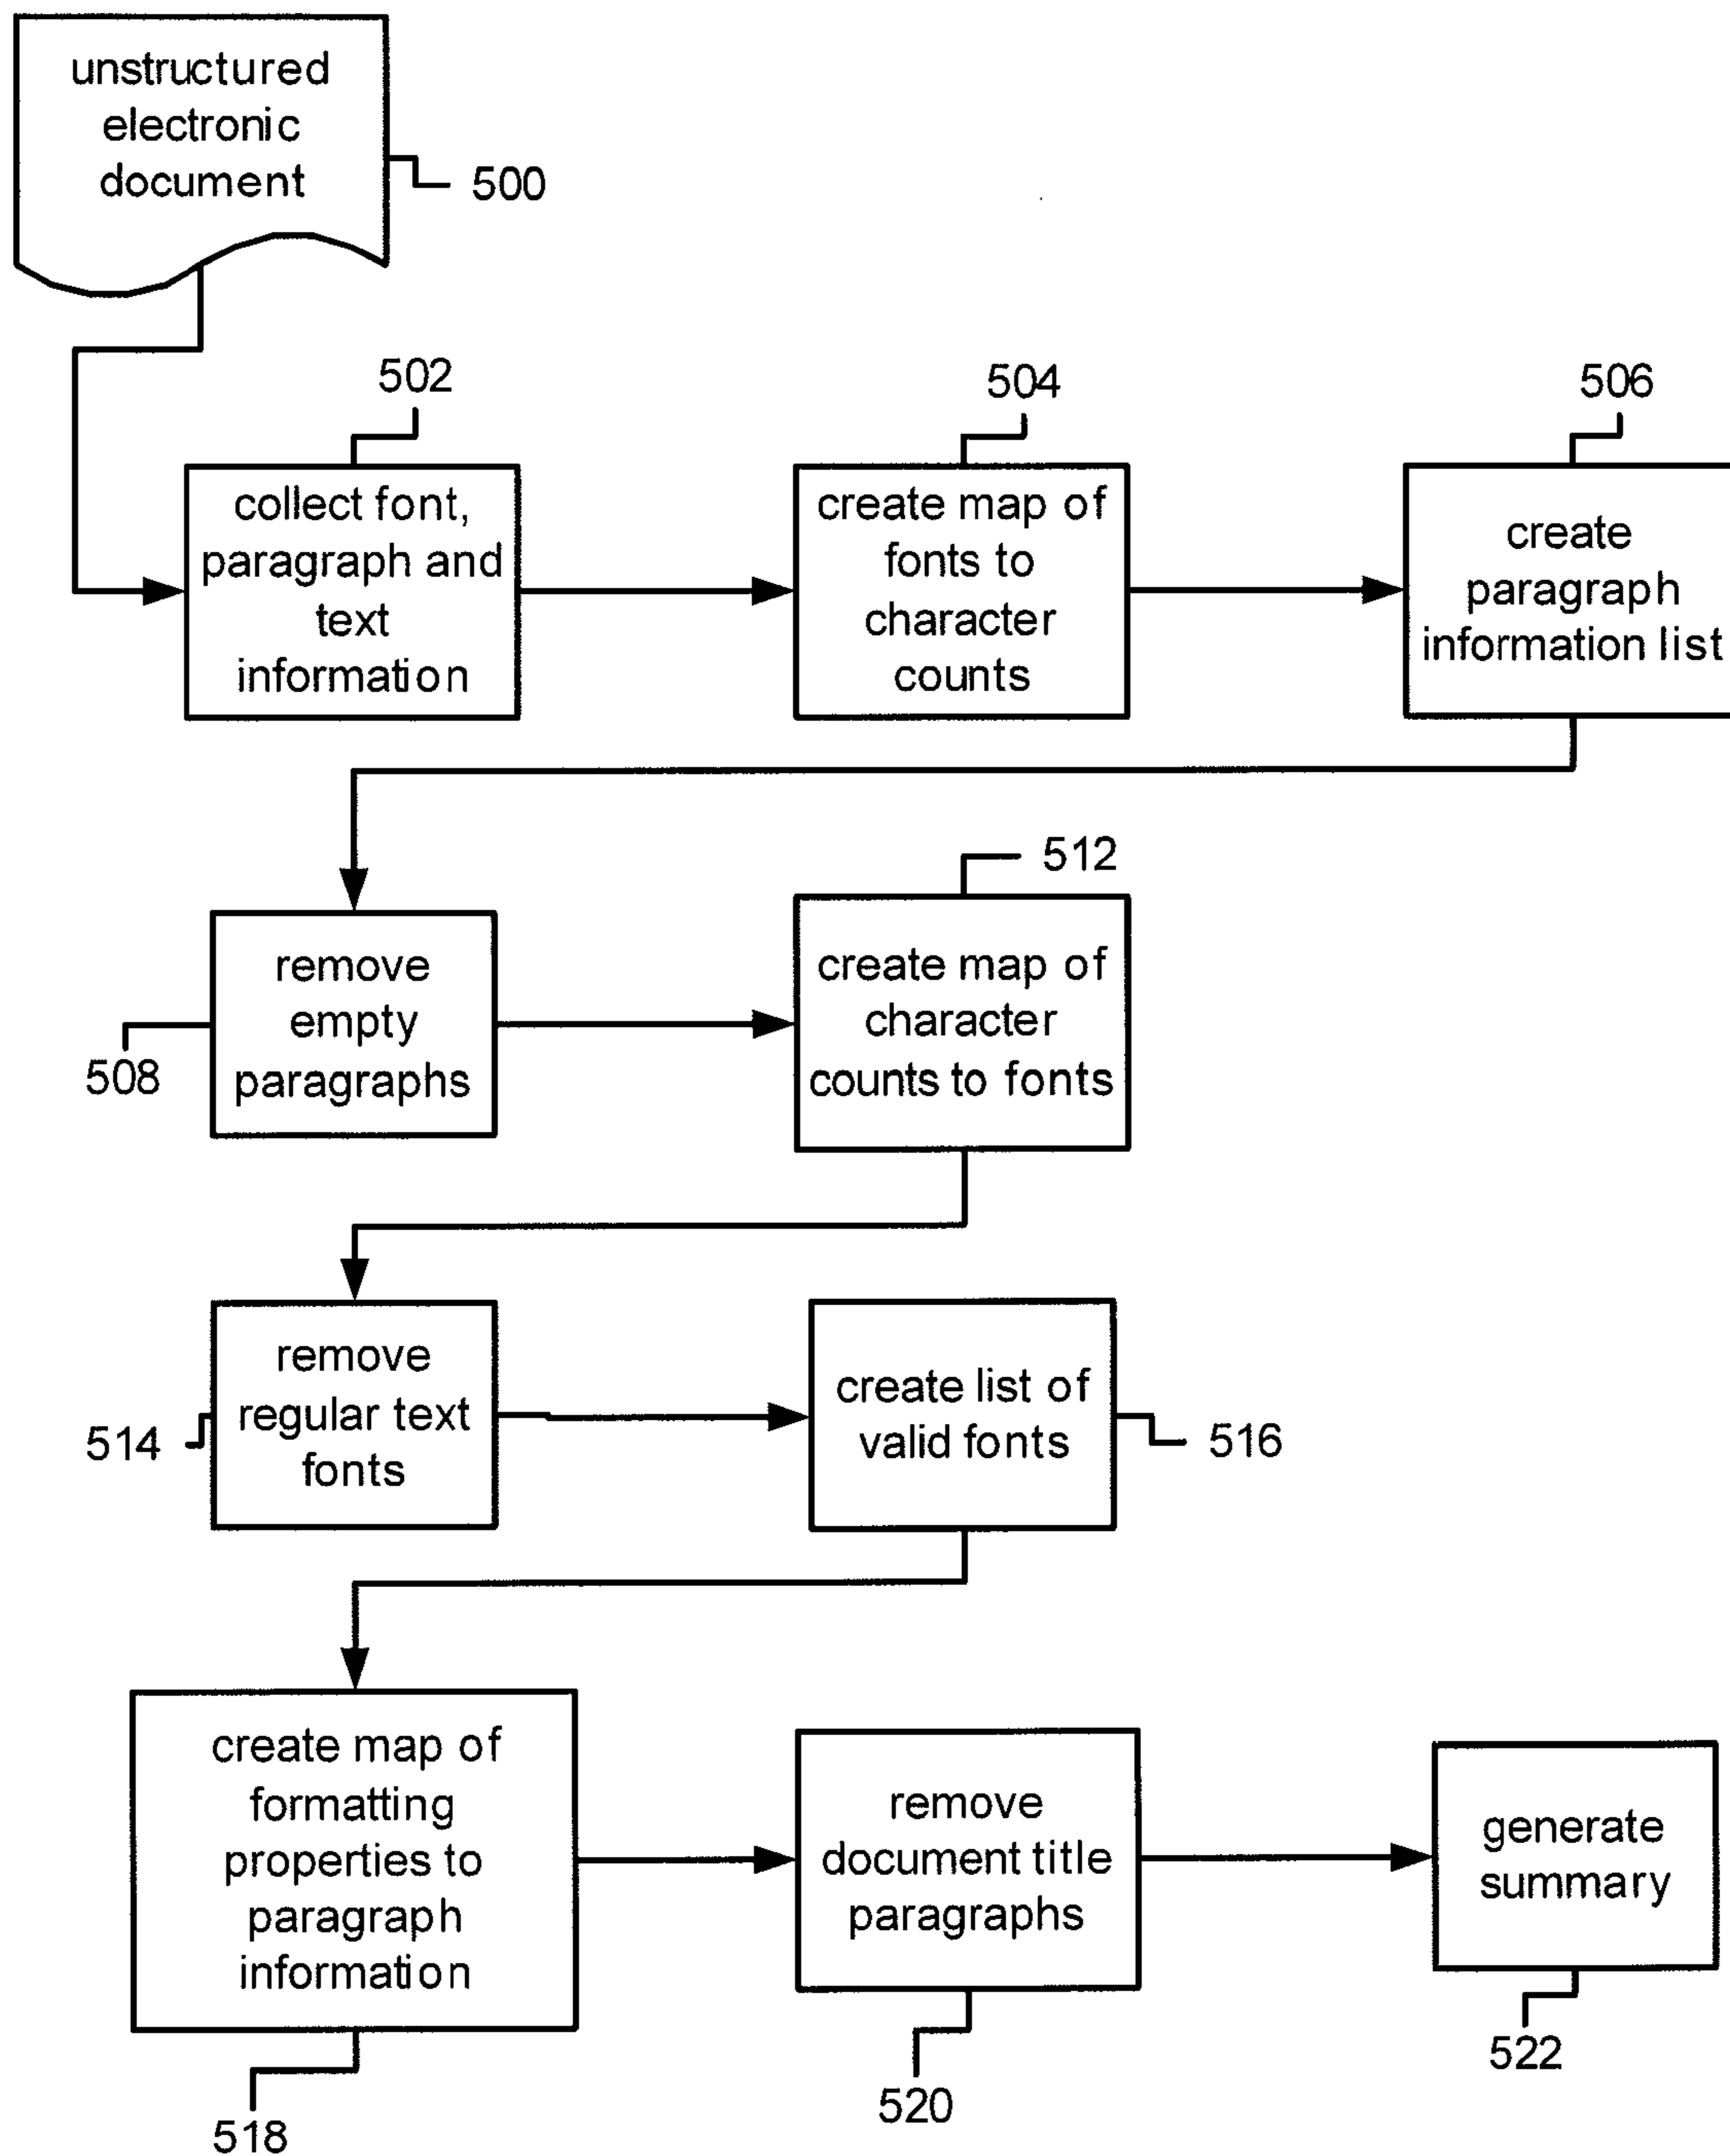 unstructured
electronic
document
500
502
collect font,
paragraph and
text
information
504
create map of
fonts to
character
counts
506
create
paragraph
information list
508
remove
empty
paragraphs
512
create map of
character
counts to fonts
514
remove
regular text
fonts
516
create list of
valid fonts
518
create map of
formatting
properties to
paragraph
information
520
remove
document title
paragraphs
522
generate
summary